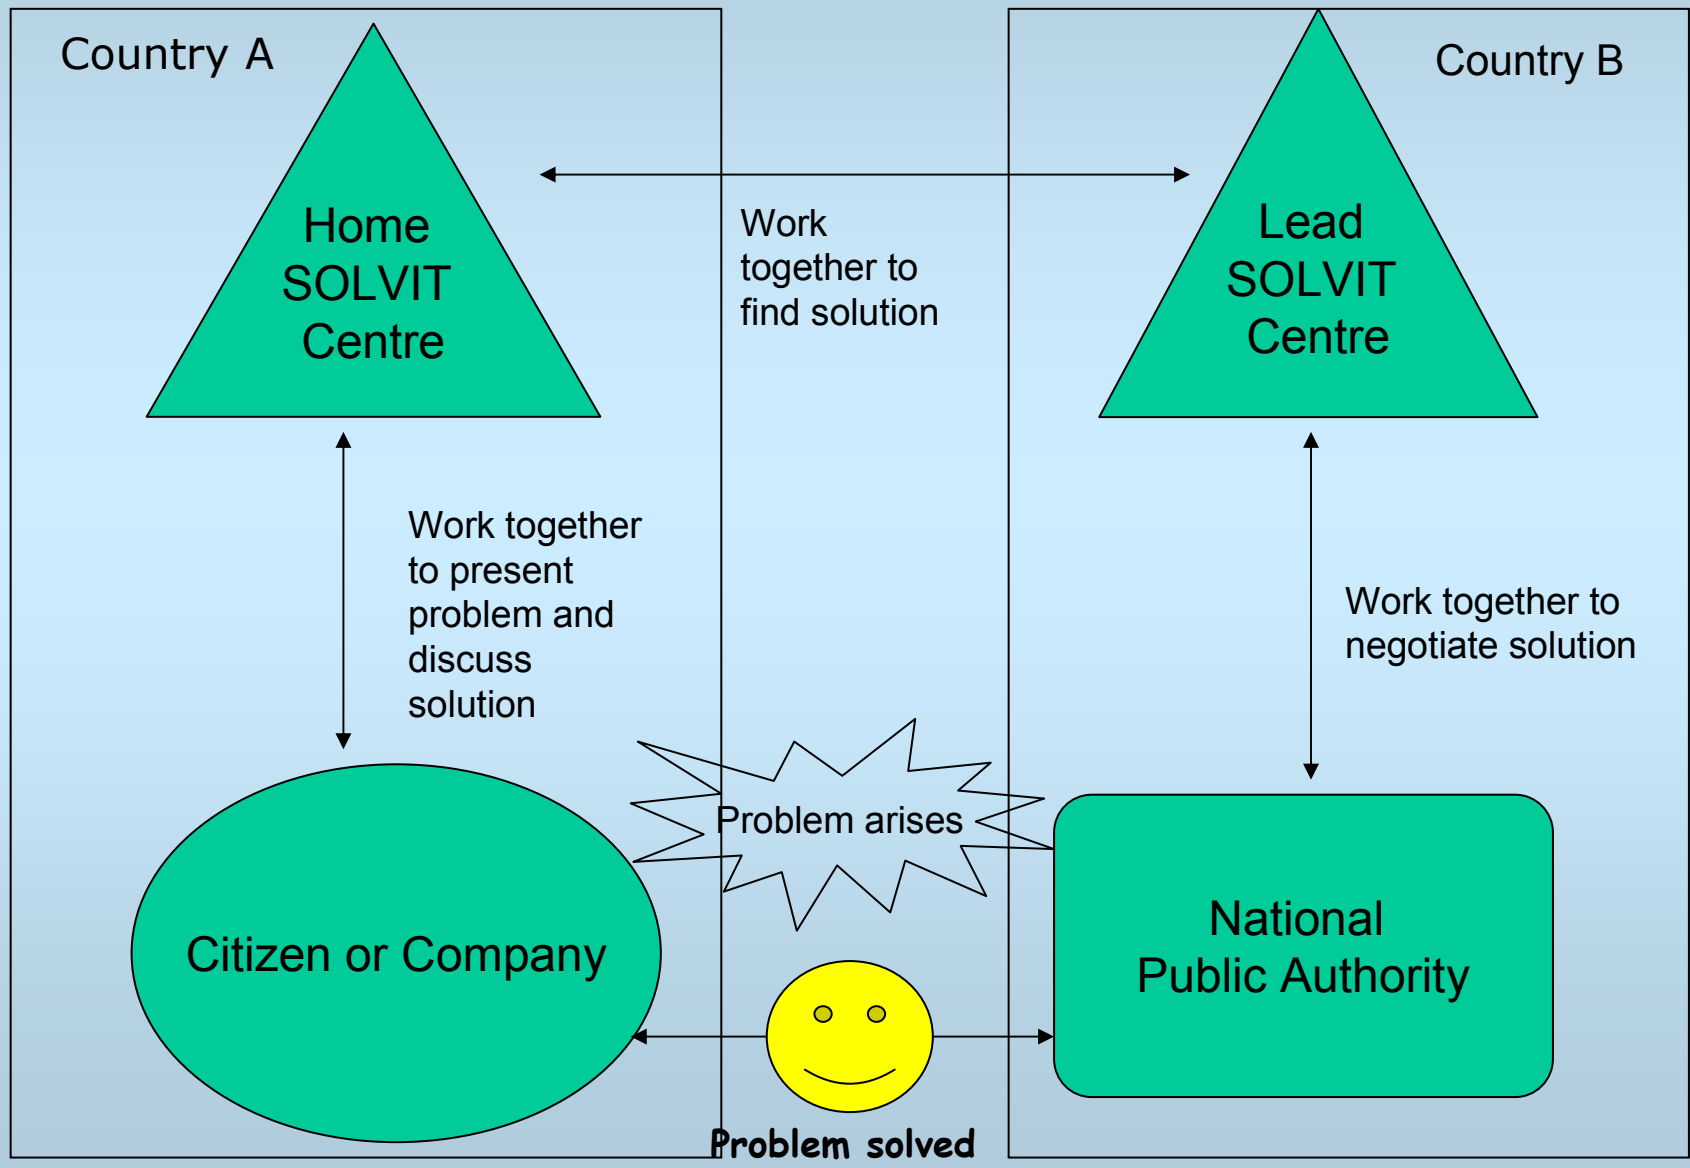 Country A
Country B
Home
SOLVIT
Centre
Work
together to
find solution
Lead
SOLVIT
Centre
Work together
to present
problem and
discuss
solution
Work together to
negotiate solution
Problem arises
Citizen or Company
National
Public Authority
Problem solved